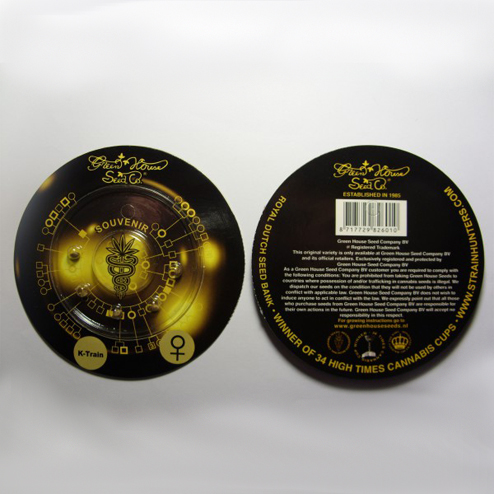 Green House
Seed Co.
SOUVENIR
K-Train
Green House
Seed Co.
ESTABLISHED IN 1985
8 717729 826010
Green House Seed Company BV
® Registered Trademark
This original variety is only available at Green House Seed Company BV
and its official retailers. Exclusively registered and protected by
Green House Seed Company BV
As a Green House Seed Company BV customer you are required to comply with
the following conditions: You are prohibited from taking Green House Seeds to
countries where possession of and/or trafficking in cannabis seeds is illegal. We
dispatch our seeds on the condition that they will not be used by others in
conflict with applicable law. Green House Seed Company BV does not wish to
induce anyone to act in conflict with the law. We expressly point out that all those
who purchase seeds from Green House Seed Company BV are responsible for
their own actions in the future. Green House Seed Company BV will accept no
responsibility in this respect.
For growing instructions go to
www.greenhouseseeds.nl
ROYAL DUTCH SEED BANK - WINNER OF 34 HIGH TIMES CANNABIS CUPS - WWW.STRAINHUNTERS.COM